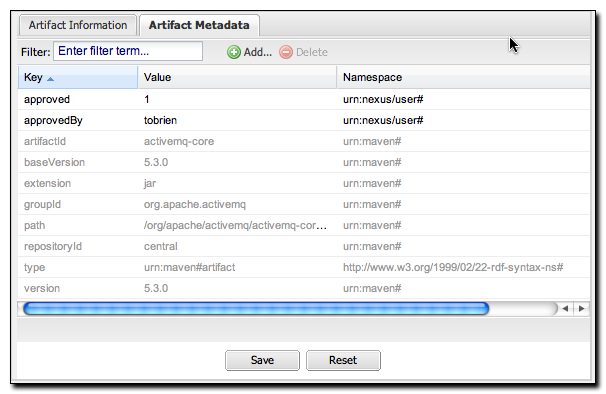 Artifact Information Artifact Metadata
Filter: Enter filter term... Add... Delete
Key Value Namespace
approved 1 urn:nexus/user#
approvedBy tobrien urn:nexus/user#
artifactId activemq-core urn:maven#
baseVersion 5.3.0 urn:maven#
extension jar urn:maven#
groupId org.apache.activemq urn:maven#
path /org/apache/activemq/activemq-cor... urn:maven#
repositoryId central urn:maven#
type urn:maven#artifact http://www.w3.org/1999/02/22-rdf-syntax-ns#
version 5.3.0 urn:maven#
Save Reset